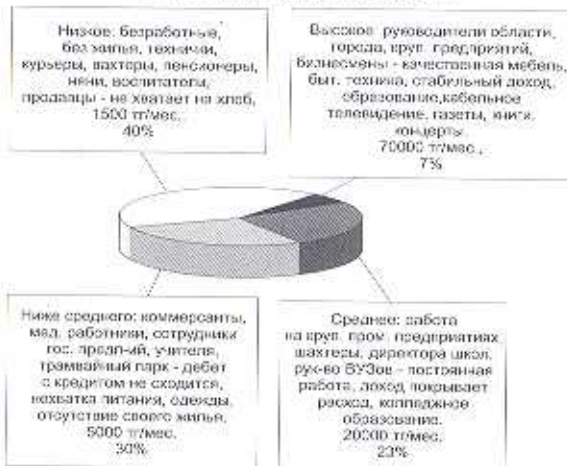 Низкое: безработные,
без жилья, технички,
курьеры, вахтеры, пенсионеры,
няни, воспитатели,
продавцы - не хватает на хлеб,
1500 тг/мес.
40%
Высокое: руководители области,
города, круп. предприятий,
бизнесмены - качественная мебель,
быт. техника, стабильный доход,
образование, кабельное
телевидение, газеты, книги,
концерты
70000 тг/мес.,
7%
Ниже среднего: коммерсанты,
мед. работники, сотрудники
гос. предп-ий, учителя,
трамвайный парк - дебет
с кредитом не сходится,
нехватка питания, одежды,
отсутствие своего жилья,
5000 тг/мес.
30%
Среднее: работа
на круп. пром. предприятиях
шахтеры, директора школ,
рук-во ВУЗов - постоянная
работа, доход покрывает
расход, колледжное
образование.
20000 тг/мес.
23%